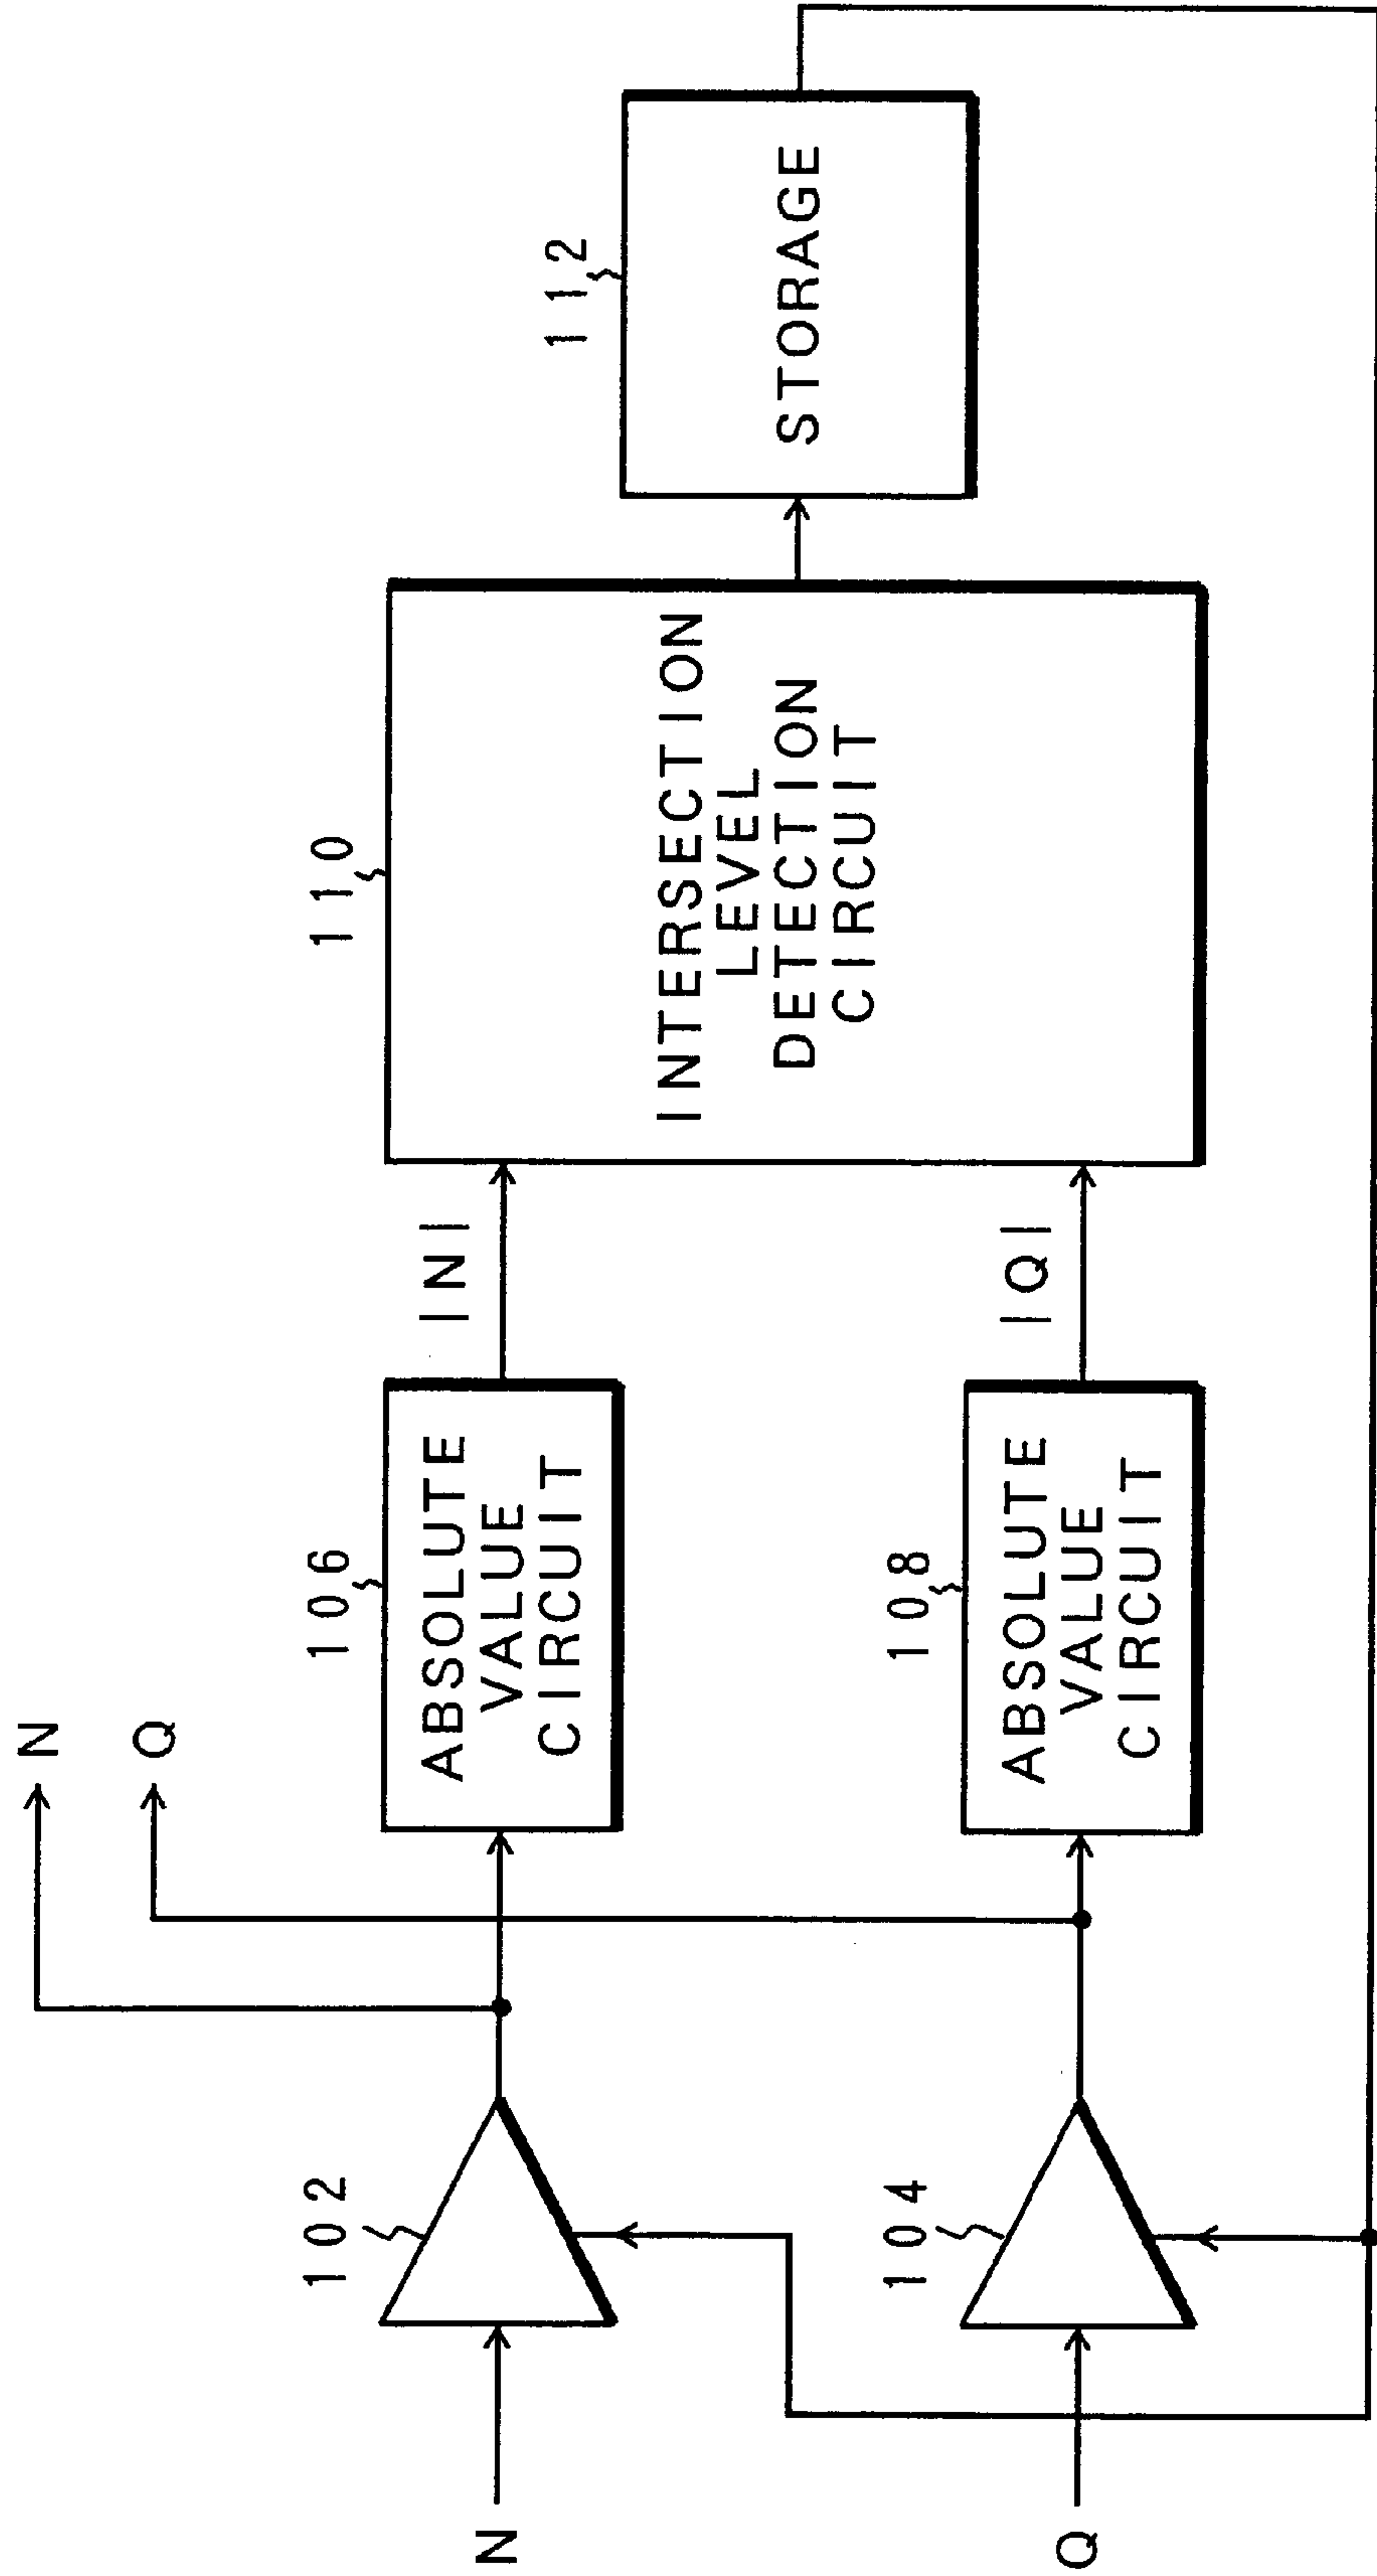 N
Q
102
104
N
Q
106
ABSOLUTE
VALUE
CIRCUIT
108
ABSOLUTE
VALUE
CIRCUIT
|N|
|Q|
110
INTERSECTION
LEVEL
DETECTION
CIRCUIT
112
STORAGE